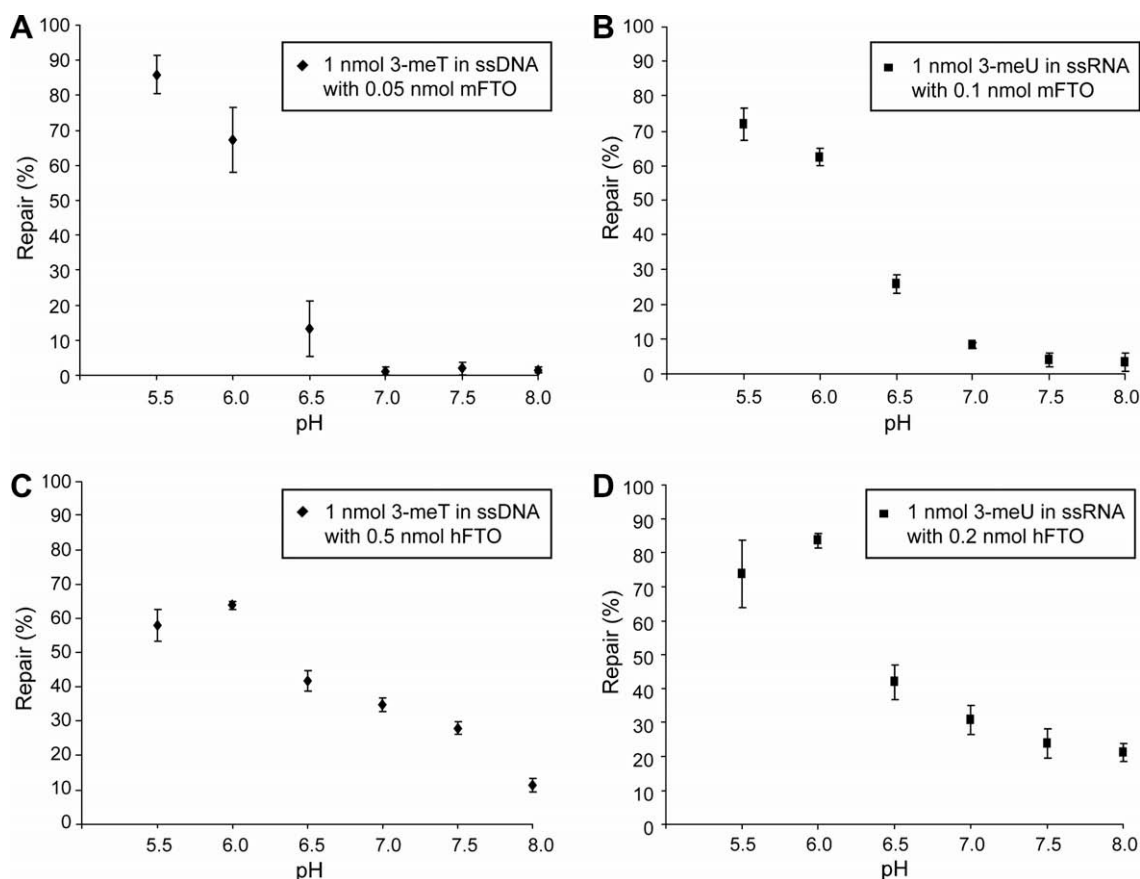 A
100
90
80
70
60
50
40
30
20
10
0
Repair (%)
1 nmol 3-meT in ssDNA
with 0.05 nmol mFTO
5.5 6.0 6.5 7.0 7.5 8.0
pH
B
100
90
80
70
60
50
40
30
20
10
0
Repair (%)
1 nmol 3-meU in ssRNA
with 0.1 nmol mFTO
5.5 6.0 6.5 7.0 7.5 8.0
pH
C
100
90
80
70
60
50
40
30
20
10
0
Repair (%)
1 nmol 3-meT in ssDNA
with 0.5 nmol hFTO
5.5 6.0 6.5 7.0 7.5 8.0
pH
D
100
90
80
70
60
50
40
30
20
10
0
Repair (%)
1 nmol 3-meU in ssRNA
with 0.2 nmol hFTO
5.5 6.0 6.5 7.0 7.5 8.0
pH